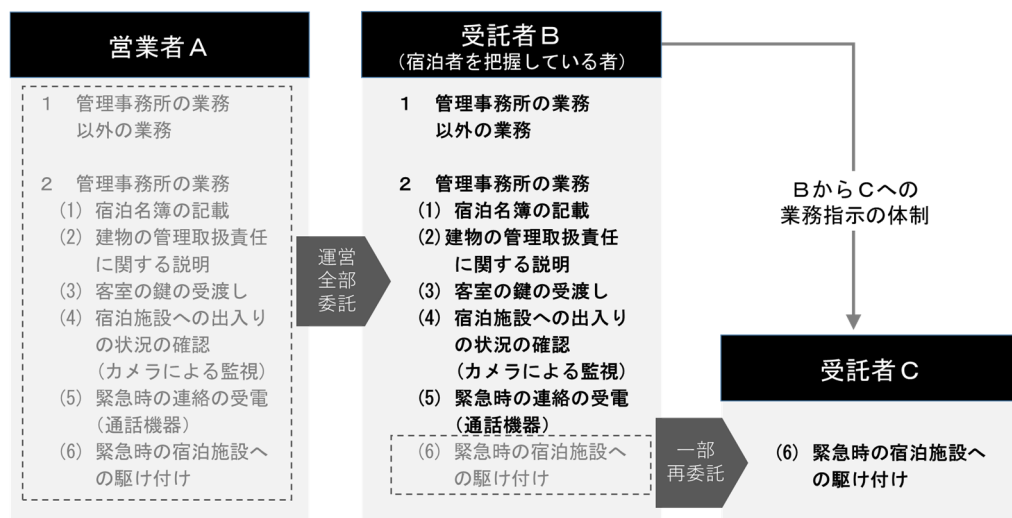 営業者A
1 管理事務所の業務
以外の業務
2 管理事務所の業務
(1) 宿泊名簿の記載
(2) 建物の管理取扱責任
に関する説明
(3) 客室の鍵の受渡し
(4) 宿泊施設への出入り
の状況の確認
(カメラによる監視)
(5) 緊急時の連絡の受電
(通話機器)
(6) 緊急時の宿泊施設へ
の駆け付け
運営
全部
委託
受託者B
(宿泊者を把握している者)
1 管理事務所の業務
以外の業務
2 管理事務所の業務
(1) 宿泊名簿の記載
(2)建物の管理取扱責任
に関する説明
(3) 客室の鍵の受渡し
(4) 宿泊施設への出入り
の状況の確認
(カメラによる監視)
(5) 緊急時の連絡の受電
(通話機器)
(6) 緊急時の宿泊施設へ
の駆け付け
一部
再委託
BからCへの
業務指示の体制
受託者C
(6) 緊急時の宿泊施設へ
の駆け付け